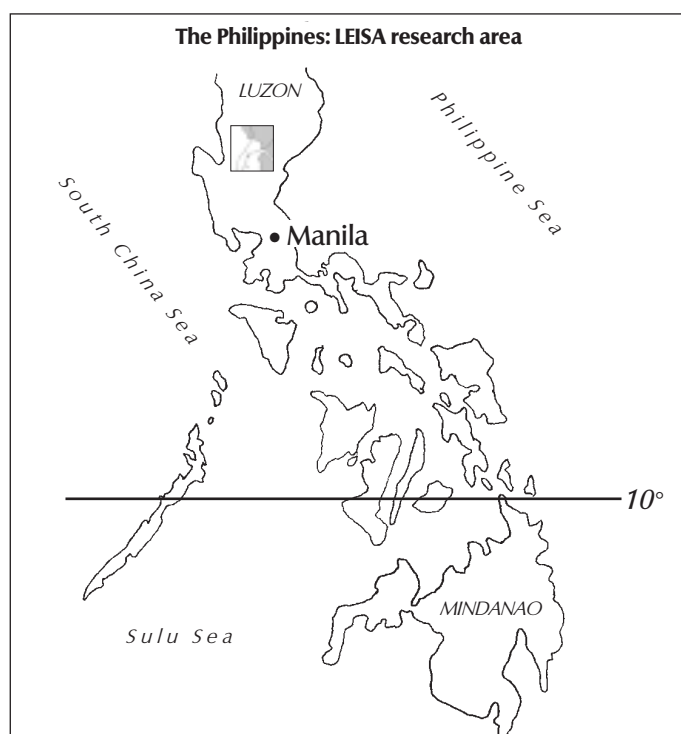 The Philippines: LEISA research area
LUZON
Philippine Sea
South China Sea
Manila
10°
MINDANAO
Sulu Sea